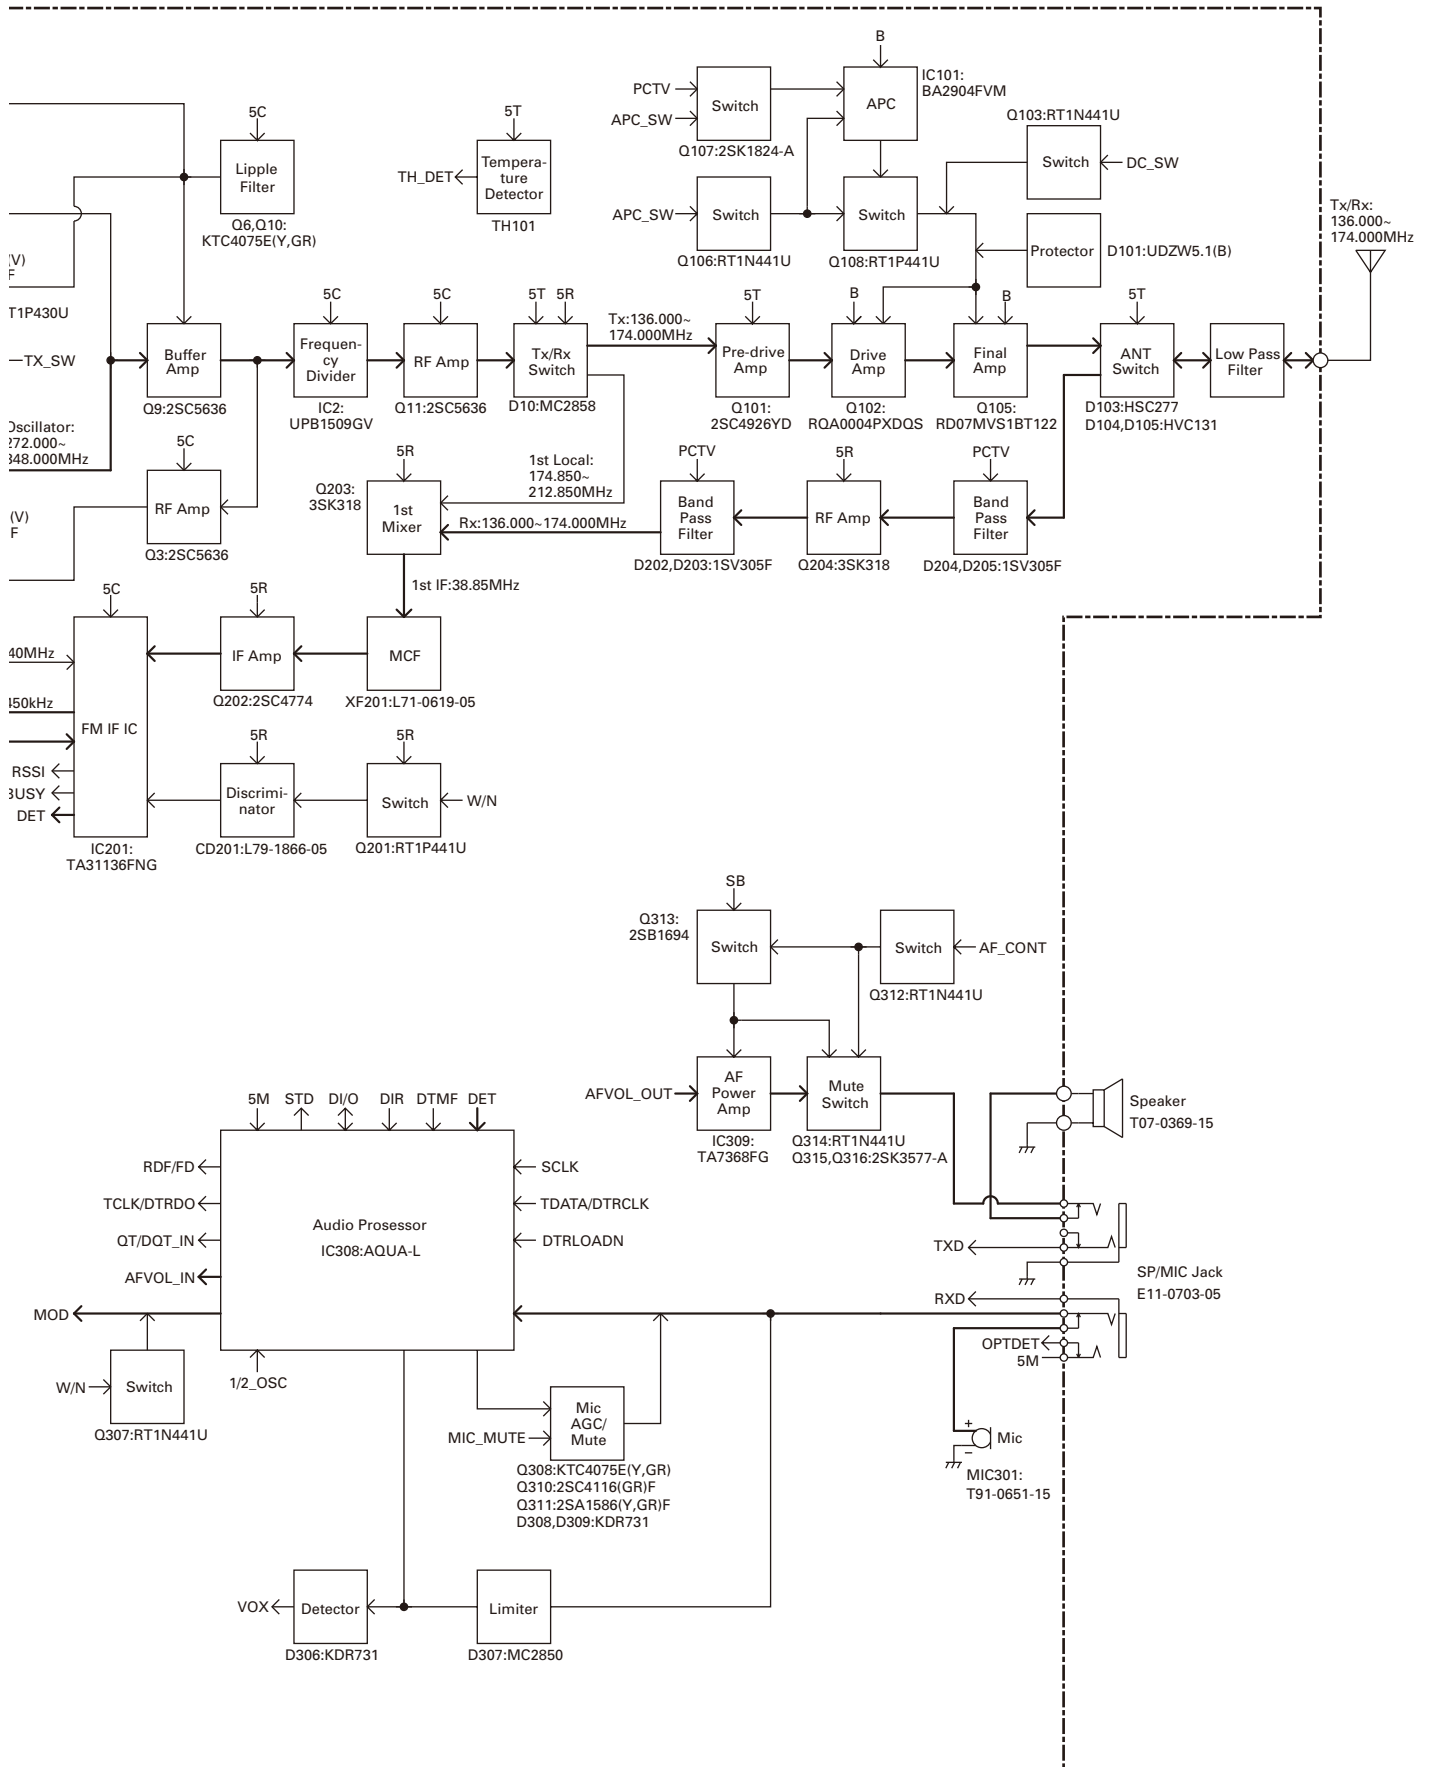 B
IC101:
BA2904FVM
PCTV
APC_SW
Switch
APC
Q107:2SK1824-A
Q103:RT1N441U
Switch
DC_SW
5C
Lipple
Filter
Q6,Q10:
KTC4075E(Y,GR)
5T
TH_DET
Tempera-
ture
Detector
TH101
APC_SW
Switch
Q106:RT1N441U
Switch
Q108:RT1P441U
Protector
D101:UDZW5.1(B)
Tx/Rx:
136.000~
174.000MHz
(V)
F
T1P430U
TX_SW
Buffer
Amp
Q9:2SC5636
5C
Frequen-
cy
Divider
IC2:
UPB1509GV
5C
RF Amp
Q11:2SC5636
5T
5R
Tx/Rx
Switch
D10:MC2858
Tx:136.000~
174.000MHz
5T
Pre-drive
Amp
Q101:
2SC4926YD
B
Drive
Amp
Q102:
RQA0004PXDQS
B
Final
Amp
Q105:
RD07MVS1BT122
5T
ANT
Switch
D103:HSC277
D104,D105:HVC131
Low Pass
Filter
Oscillator:
272.000~
348.000MHz
5C
RF Amp
Q3:2SC5636
(V)
F
5R
Q203:
3SK318
1st
Mixer
1st Local:
174.850~
212.850MHz
Rx:136.000~174.000MHz
PCTV
Band
Pass
Filter
D202,D203:1SV305F
5R
RF Amp
Q204:3SK318
PCTV
Band
Pass
Filter
D204,D205:1SV305F
1st IF:38.85MHz
5C
5R
40MHz
450kHz
FM IF IC
IF Amp
Q202:2SC4774
MCF
XF201:L71-0619-05
RSSI
BUSY
DET
IC201:
TA31136FNG
5R
Discrimi-
nator
CD201:L79-1866-05
5R
Switch
W/N
Q201:RT1P441U
SB
Q313:
2SB1694
Switch
Switch
AF_CONT
Q312:RT1N441U
AFVOL_OUT
AF
Power
Amp
IC309:
TA7368FG
Mute
Switch
Q314:RT1N441U
Q315,Q316:2SK3577-A
Speaker
T07-0369-15
5M
STD
DI/O
DIR
DTMF
DET
RDF/FD
TCLK/DTRDO
QT/DQT_IN
AFVOL_IN
MOD
Audio Prosessor
IC308:AQUA-L
SCLK
TDATA/DTRCLK
DTRLOADN
TXD
SP/MIC Jack
E11-0703-05
RXD
OPTDET
5M
W/N
Switch
Q307:RT1N441U
1/2_OSC
MIC_MUTE
Mic
AGC/
Mute
Q308:KTC4075E(Y,GR)
Q310:2SC4116(GR)F
Q311:2SA1586(Y,GR)F
D308,D309:KDR731
+
−
Mic
MIC301:
T91-0651-15
VOX
Detector
D306:KDR731
Limiter
D307:MC2850